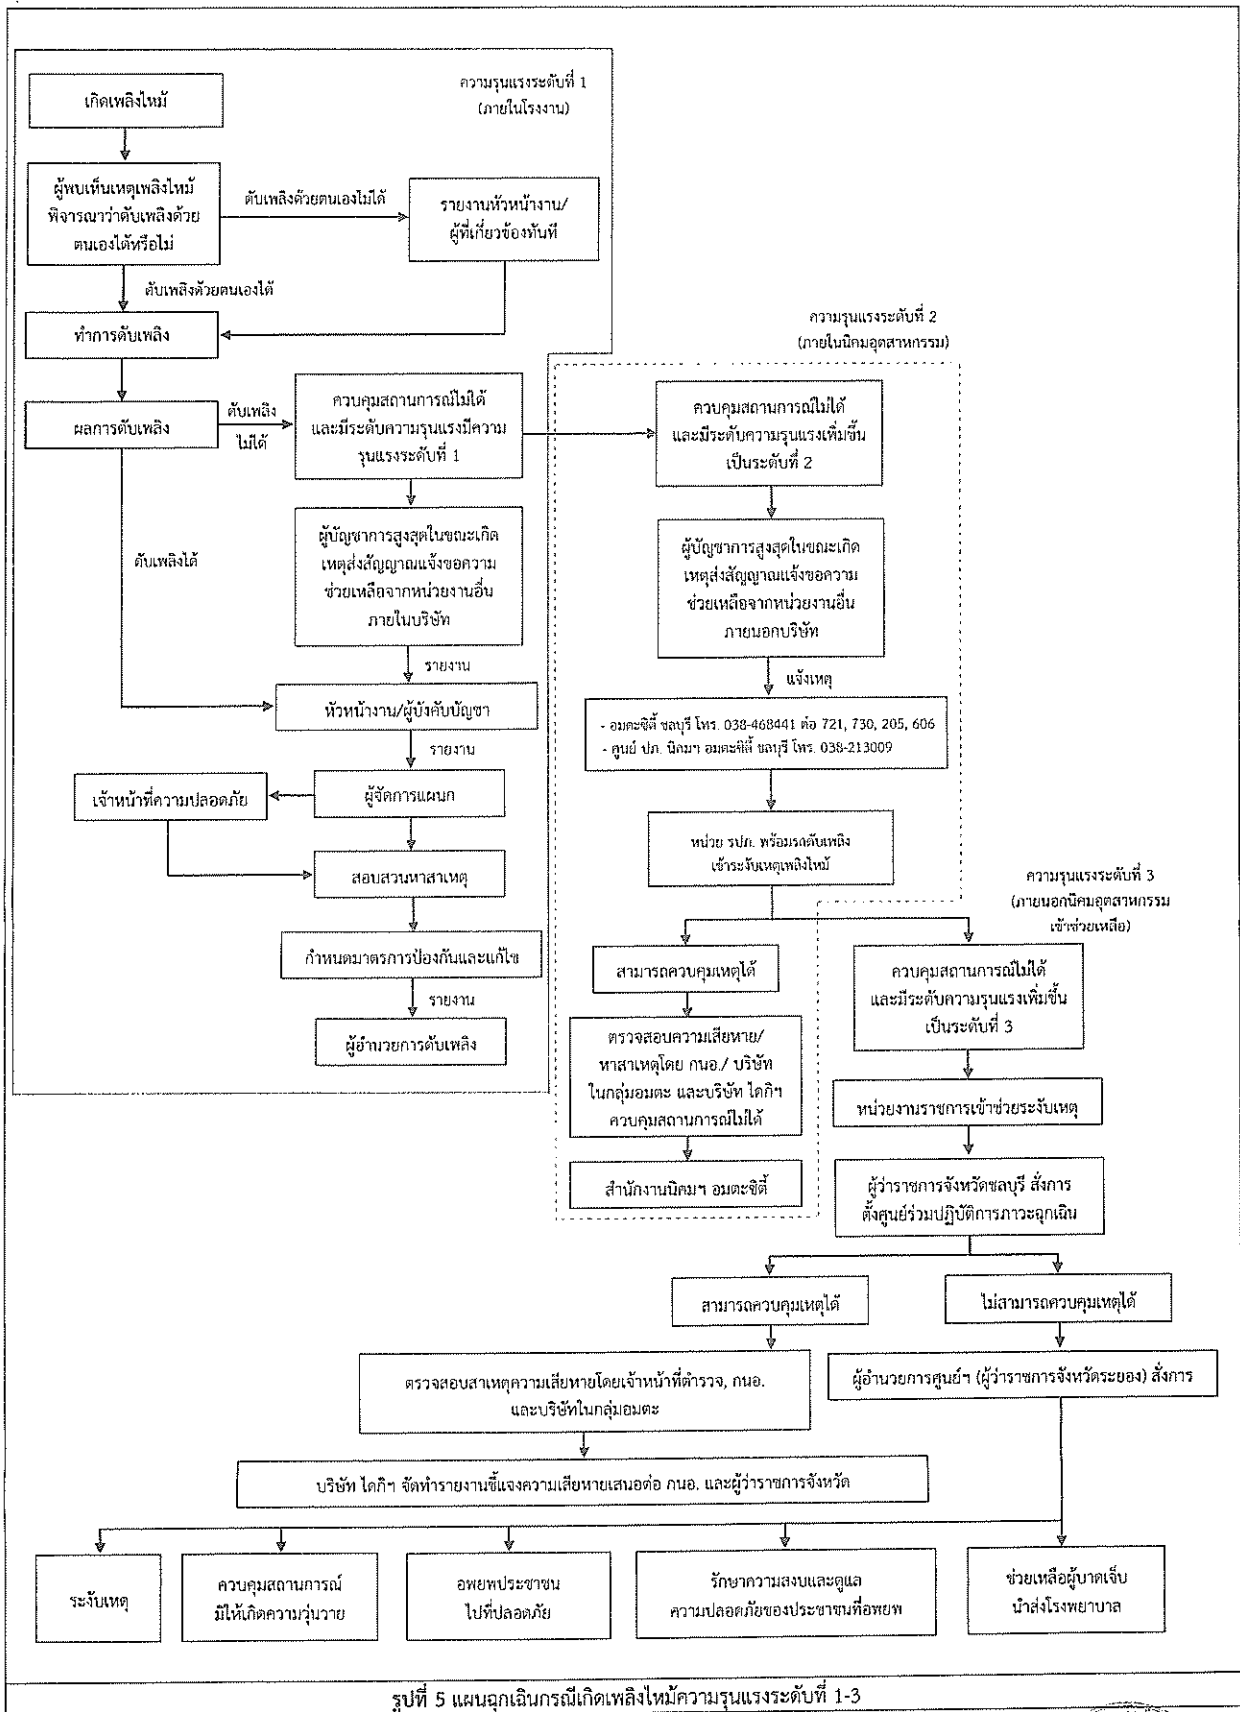 ความรุนแรงระดับที่ 1
(ภายในโรงงาน)
เกิดเพลิงไหม้
ผู้พบเห็นเหตุเพลิงไหม้
พิจารณาว่าดับเพลิงด้วย
ตนเองได้หรือไม่
ดับเพลิงด้วยตนเองไม่ได้
รายงานหัวหน้างาน/
ผู้ที่เกี่ยวข้องทันที
ดับเพลิงด้วยตนเองได้
ทำการดับเพลิง
ผลการดับเพลิง
ดับเพลิง
ไม่ได้
ควบคุมสถานการณ์ไม่ได้
และมีระดับความรุนแรงมีความ
รุนแรงระดับที่ 1
ดับเพลิงได้
ผู้บัญชาการสูงสุดในขณะเกิด
เหตุส่งสัญญาณแจ้งขอความ
ช่วยเหลือจากหน่วยงานอื่น
ภายในบริษัท
รายงาน
หัวหน้างาน/ผู้บังคับบัญชา
รายงาน
ผู้จัดการแผนก
เจ้าหน้าที่ความปลอดภัย
สอบสวนหาสาเหตุ
กำหนดมาตรการป้องกันและแก้ไข
รายงาน
ผู้อำนวยการดับเพลิง
ความรุนแรงระดับที่ 2
(ภายในนิคมอุตสาหกรรม)
ควบคุมสถานการณ์ไม่ได้
และมีระดับความรุนแรงเพิ่มขึ้น
เป็นระดับที่ 2
ผู้บัญชาการสูงสุดในขณะเกิด
เหตุส่งสัญญาณแจ้งขอความ
ช่วยเหลือจากหน่วยงานอื่น
ภายนอกบริษัท
แจ้งเหตุ
- อมตะซิตี้ ชลบุรี โทร. 038-468441 ต่อ 721, 730, 205, 606
- ศูนย์ ปภ. นิคมฯ อมตะซิตี้ ชลบุรี โทร. 038-213009
หน่วย รปภ. พร้อมรถดับเพลิง
เข้าระงับเหตุเพลิงไหม้
สามารถควบคุมเหตุได้
ตรวจสอบความเสียหาย/
หาสาเหตุโดย กนอ./ บริษัท
ในกลุ่มอมตะ และบริษัท ไดกิฯ
ควบคุมสถานการณ์ไม่ได้
สำนักงานนิคมฯ อมตะซิตี้
ความรุนแรงระดับที่ 3
(ภายนอกนิคมอุตสาหกรรม
เข้าช่วยเหลือ)
ควบคุมสถานการณ์ไม่ได้
และมีระดับความรุนแรงเพิ่มขึ้น
เป็นระดับที่ 3
หน่วยงานราชการเข้าช่วยระงับเหตุ
ผู้ว่าราชการจังหวัดชลบุรี สั่งการ
ตั้งศูนย์ร่วมปฏิบัติการภาวะฉุกเฉิน
สามารถควบคุมเหตุได้
ไม่สามารถควบคุมเหตุได้
ตรวจสอบสาเหตุความเสียหายโดยเจ้าหน้าที่ตำรวจ, กนอ.
และบริษัทในกลุ่มอมตะ
ผู้อำนวยการศูนย์ฯ (ผู้ว่าราชการจังหวัดระยอง) สั่งการ
บริษัท ไดกิฯ จัดทำรายงานชี้แจงความเสียหายเสนอต่อ กนอ. และผู้ว่าราชการจังหวัด
ระงับเหตุ
ควบคุมสถานการณ์
มิให้เกิดความวุ่นวาย
อพยพประชาชน
ไปที่ปลอดภัย
รักษาความสงบและดูแล
ความปลอดภัยของประชาชนที่อพยพ
ช่วยเหลือผู้บาดเจ็บ
นำส่งโรงพยาบาล
รูปที่ 5 แผนฉุกเฉินกรณีเกิดเพลิงไหม้ความรุนแรงระดับที่ 1-3